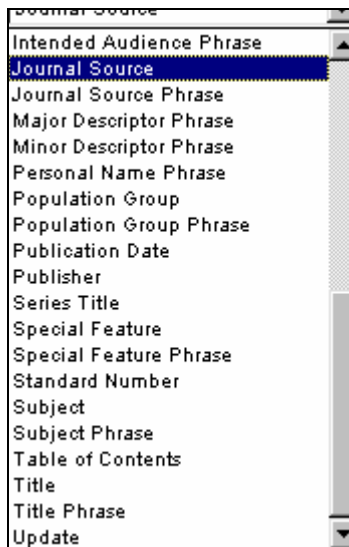 Journal Source
Intended Audience Phrase
Journal Source
Journal Source Phrase
Major Descriptor Phrase
Minor Descriptor Phrase
Personal Name Phrase
Population Group
Population Group Phrase
Publication Date
Publisher
Series Title
Special Feature
Special Feature Phrase
Standard Number
Subject
Subject Phrase
Table of Contents
Title
Title Phrase
Update